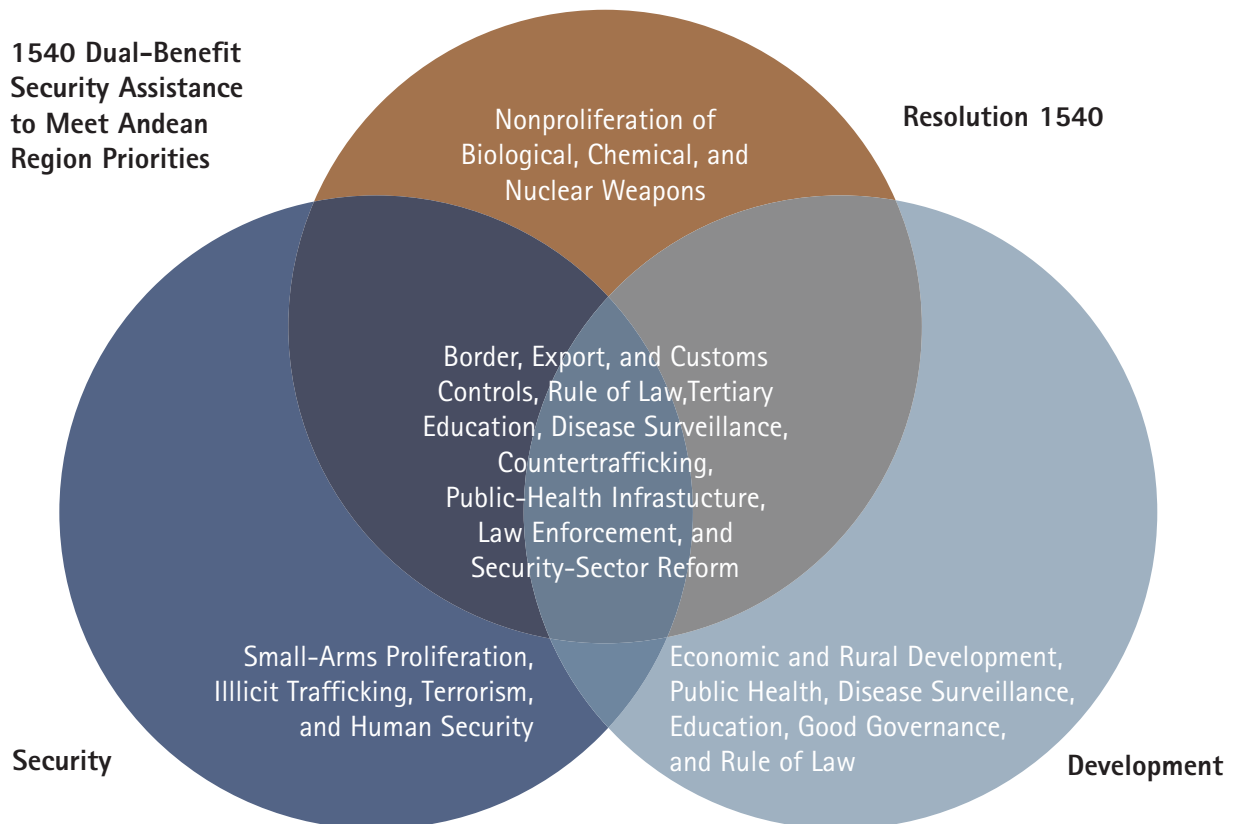 1540 Dual-Benefit
Security Assistance
to Meet Andean
Region Priorities
Resolution 1540
Nonproliferation of
Biological, Chemical, and
Nuclear Weapons
Border, Export, and Customs
Controls, Rule of Law,Tertiary
Education, Disease Surveillance,
Countertrafficking,
Public-Health Infrastucture,
Law Enforcement, and
Security-Sector Reform
Small-Arms Proliferation,
Illlicit Trafficking, Terrorism,
and Human Security
Economic and Rural Development,
Public Health, Disease Surveillance,
Education, Good Governance,
and Rule of Law
Security
Development